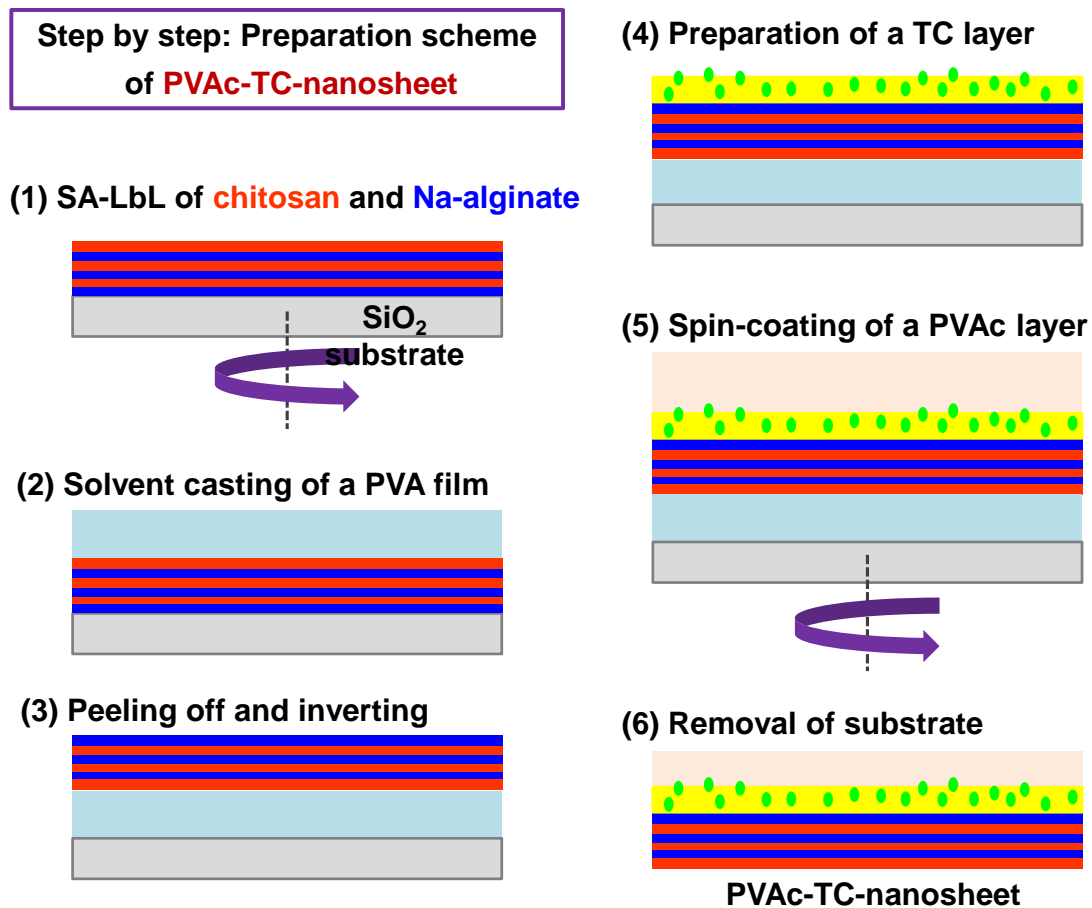 Step by step: Preparation scheme
of PVAc-TC-nanosheet
(1) SA-LbL of chitosan and Na-alginate
SiO₂
substrate
(2) Solvent casting of a PVA film
(3) Peeling off and inverting
(4) Preparation of a TC layer
(5) Spin-coating of a PVAc layer
(6) Removal of substrate
PVAc-TC-nanosheet